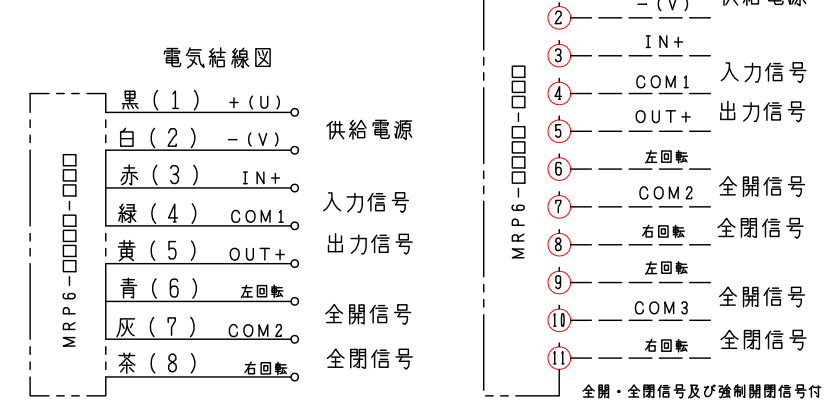 電気結線図
黒(1) +(U)
白(2) -(V)
供給電源
赤(3) IN+
緑(4) COM1
入力信号
黄(5) OUT+
出力信号
青(6) 左回転
灰(7) COM2
全開信号
茶(8) 右回転
全閉信号
MRP6-□□□□-□□□
② -(V)
供給電源
③ IN+
④ COM1
入力信号
⑤ OUT+
出力信号
⑥ 左回転
⑦ COM2
全開信号
⑧ 右回転
全閉信号
⑨ 左回転
⑩ COM3
全開信号
⑪ 右回転
全閉信号
MRP6-□□□□-□□□
全開・全閉信号及び強制開閉信号付